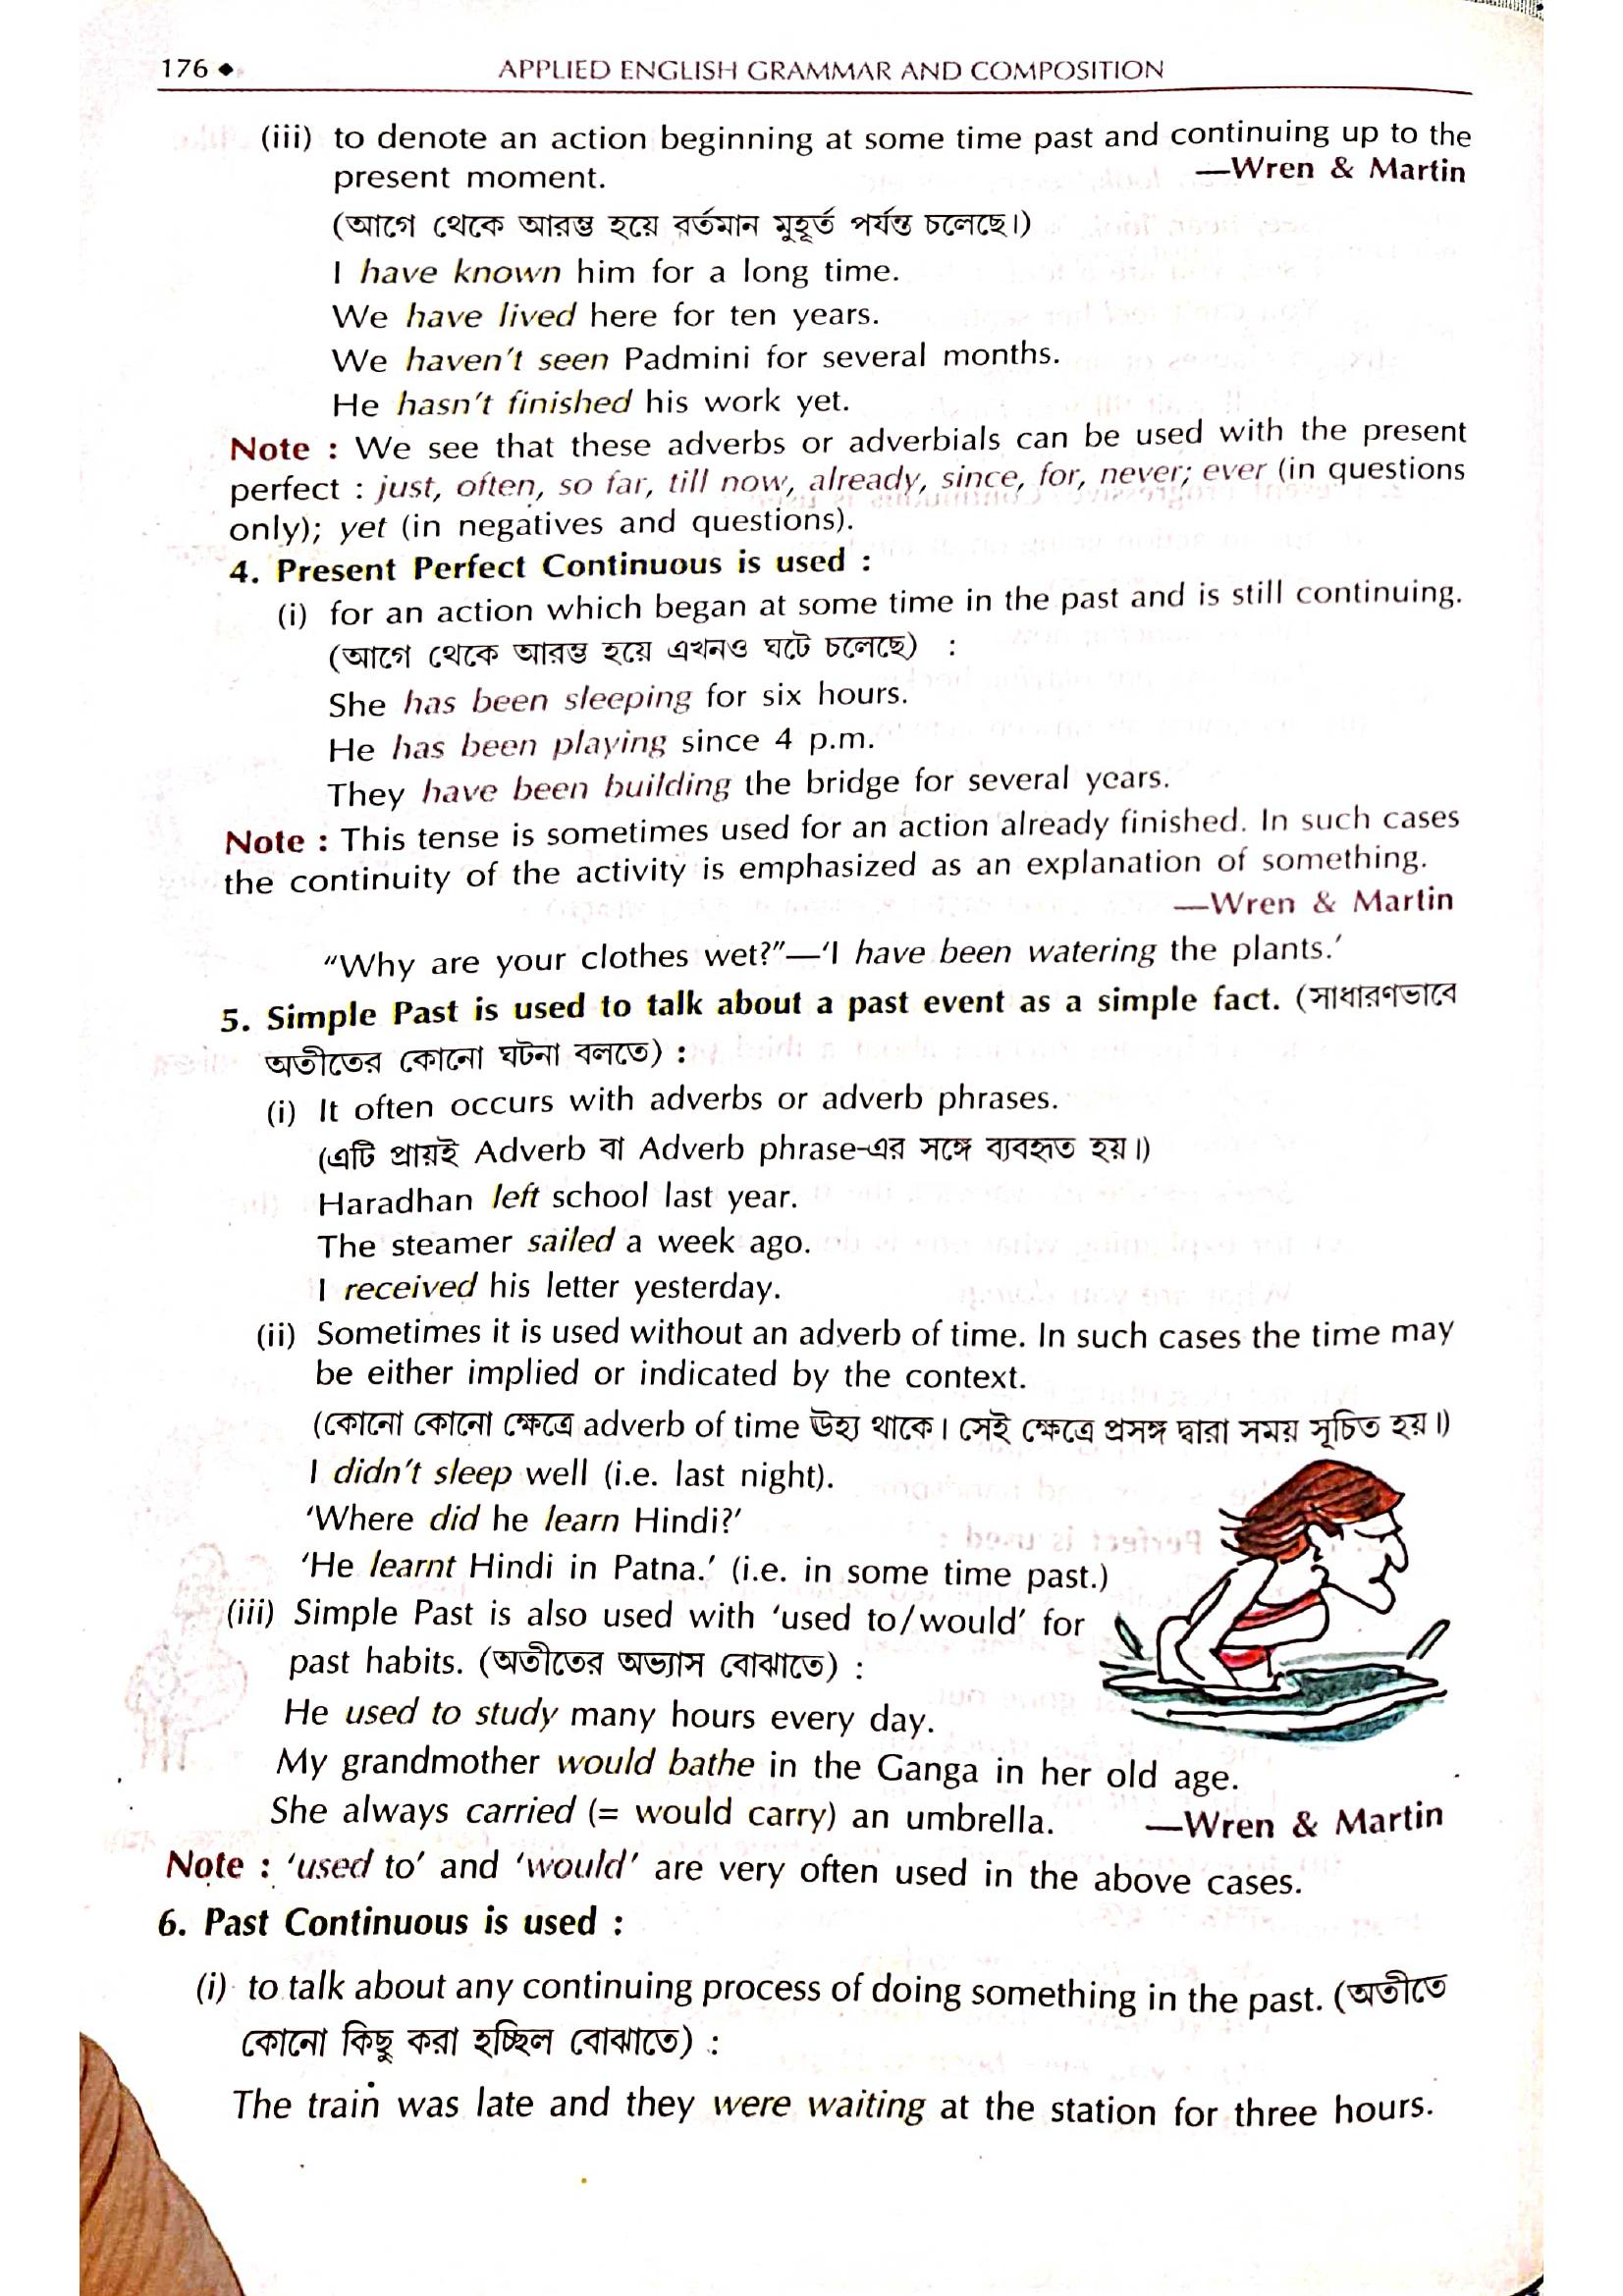 176 ◆ APPLIED ENGLISH GRAMMAR AND COMPOSITION
(iii) to denote an action beginning at some time past and continuing up to the
present moment. —Wren & Martin
(আগে থেকে আরম্ভ হয়ে বর্তমান মুহূর্ত পর্যন্ত চলেছে।)
I have known him for a long time.
We have lived here for ten years.
We haven't seen Padmini for several months.
He hasn't finished his work yet.
Note : We see that these adverbs or adverbials can be used with the present
perfect : just, often, so far, till now, already, since, for, never; ever (in questions
only); yet (in negatives and questions).
4. Present Perfect Continuous is used :
(i) for an action which began at some time in the past and is still continuing.
(আগে থেকে আরম্ভ হয়ে এখনও ঘটে চলেছে) :
She has been sleeping for six hours.
He has been playing since 4 p.m.
They have been building the bridge for several years.
Note : This tense is sometimes used for an action already finished. In such cases
the continuity of the activity is emphasized as an explanation of something.
—Wren & Martin
“Why are your clothes wet?”—‘I have been watering the plants.’
5. Simple Past is used to talk about a past event as a simple fact. (সাধারণভাবে
অতীতের কোনো ঘটনা বলতে) :
(i) It often occurs with adverbs or adverb phrases.
(এটি প্রায়ই Adverb বা Adverb phrase-এর সঙ্গে ব্যবহৃত হয়।)
Haradhan left school last year.
The steamer sailed a week ago.
I received his letter yesterday.
(ii) Sometimes it is used without an adverb of time. In such cases the time may
be either implied or indicated by the context.
(কোনো কোনো ক্ষেত্রে adverb of time ঊহ্য থাকে। সেই ক্ষেত্রে প্রসঙ্গ দ্বারা সময় সূচিত হয়।)
I didn't sleep well (i.e. last night).
‘Where did he learn Hindi?’
‘He learnt Hindi in Patna.’ (i.e. in some time past.)
(iii) Simple Past is also used with ‘used to/would’ for
past habits. (অতীতের অভ্যাস বোঝাতে) :
He used to study many hours every day.
My grandmother would bathe in the Ganga in her old age.
She always carried (= would carry) an umbrella. —Wren & Martin
Note : ‘used to’ and ‘would’ are very often used in the above cases.
6. Past Continuous is used :
(i) to talk about any continuing process of doing something in the past. (অতীতে
কোনো কিছু করা হচ্ছিল বোঝাতে) :
The train was late and they were waiting at the station for three hours.